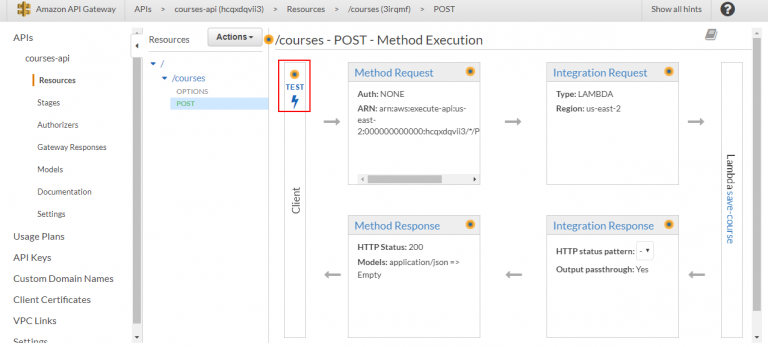 Amazon API Gateway
APIs > courses-api (hcqxdqvii3) > Resources > /courses (3irqmf) > POST
Show all hints
?
APIs
courses-api
Resources
Stages
Authorizers
Gateway Responses
Models
Documentation
Settings
Usage Plans
API Keys
Custom Domain Names
Client Certificates
VPC Links
Settings
Resources
Actions
/
/courses
OPTIONS
POST
/courses - POST - Method Execution
TEST
Client
Method Request
Auth: NONE
ARN: arn:aws:execute-api:us-
east-
2:000000000000:hcqxdqvii3/*/P
Integration Request
Type: LAMBDA
Region: us-east-2
Lambda save-course
Method Response
HTTP Status: 200
Models: application/json =>
Empty
Integration Response
HTTP status pattern: -
Output passthrough: Yes